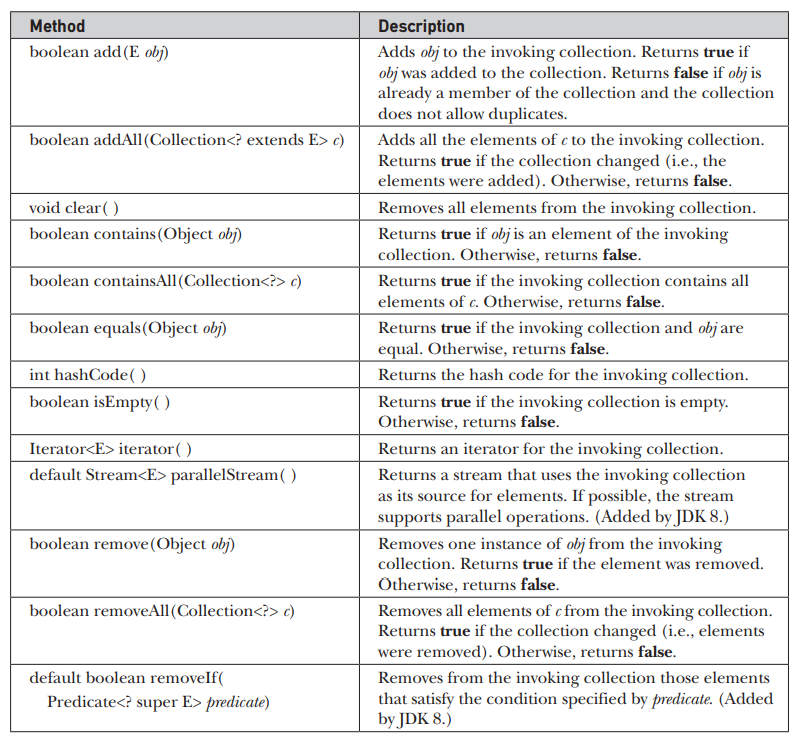 Method Description
boolean add(E obj) Adds obj to the invoking collection. Returns true if
obj was added to the collection. Returns false if obj is
already a member of the collection and the collection
does not allow duplicates.
boolean addAll(Collection<? extends E> c) Adds all the elements of c to the invoking collection.
Returns true if the collection changed (i.e., the
elements were added). Otherwise, returns false.
void clear( ) Removes all elements from the invoking collection.
boolean contains(Object obj) Returns true if obj is an element of the invoking
collection. Otherwise, returns false.
boolean containsAll(Collection<?> c) Returns true if the invoking collection contains all
elements of c. Otherwise, returns false.
boolean equals(Object obj) Returns true if the invoking collection and obj are
equal. Otherwise, returns false.
int hashCode( ) Returns the hash code for the invoking collection.
boolean isEmpty( ) Returns true if the invoking collection is empty.
Otherwise, returns false.
Iterator<E> iterator( ) Returns an iterator for the invoking collection.
default Stream<E> parallelStream( ) Returns a stream that uses the invoking collection
as its source for elements. If possible, the stream
supports parallel operations. (Added by JDK 8.)
boolean remove(Object obj) Removes one instance of obj from the invoking
collection. Returns true if the element was removed.
Otherwise, returns false.
boolean removeAll(Collection<?> c) Removes all elements of c from the invoking collection.
Returns true if the collection changed (i.e., elements
were removed). Otherwise, returns false.
default boolean removeIf( Removes from the invoking collection those elements
Predicate<? super E> predicate) that satisfy the condition specified by predicate. (Added
by JDK 8.)